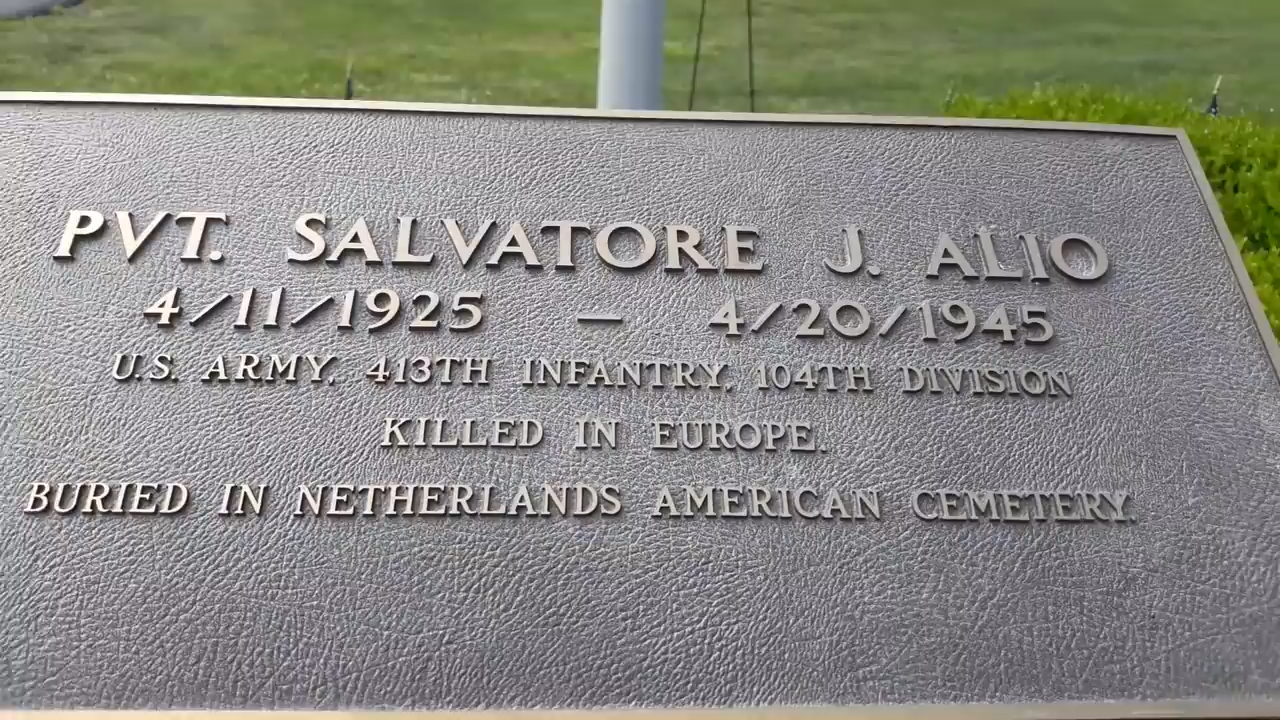 PVT. SALVATORE J. ALIO
4/11/1925 — 4/20/1945
U.S. ARMY, 413TH INFANTRY, 104TH DIVISION
KILLED IN EUROPE.
BURIED IN NETHERLANDS AMERICAN CEMETERY.